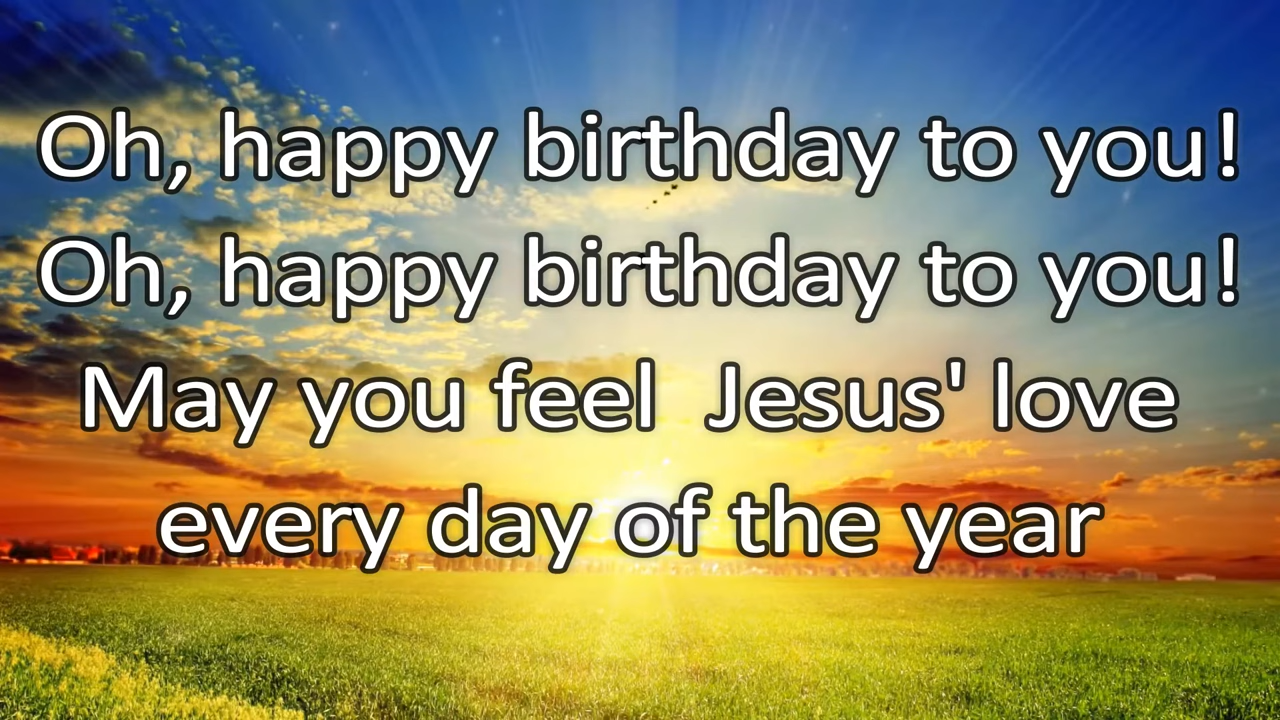 Oh, happy birthday to you!
Oh, happy birthday to you!
May you feel  Jesus' love
every day of the year